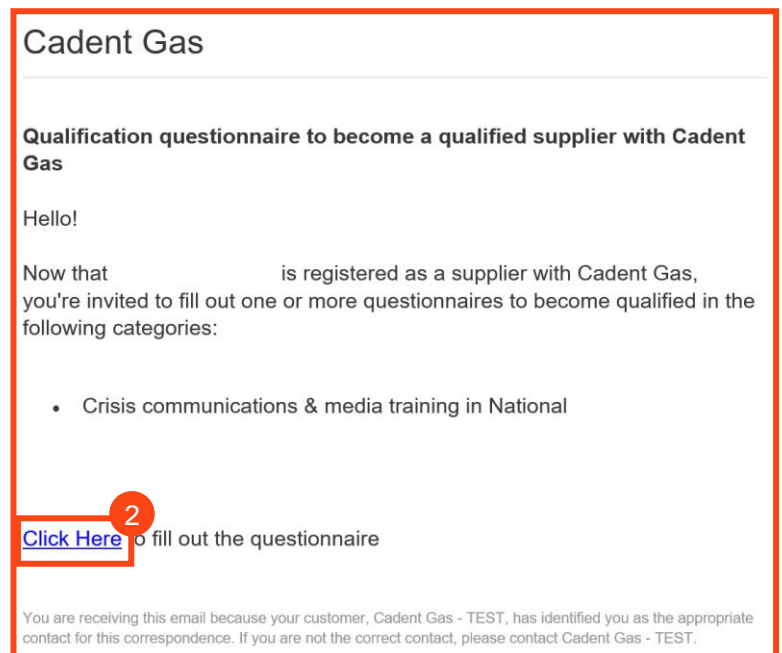 Cadent Gas
Qualification questionnaire to become a qualified supplier with Cadent
Gas
Hello!
Now that is registered as a supplier with Cadent Gas,
you're invited to fill out one or more questionnaires to become qualified in the
following categories:
• Crisis communications & media training in National
2
Click Here o fill out the questionnaire
You are receiving this email because your customer, Cadent Gas - TEST, has identified you as the appropriate
contact for this correspondence. If you are not the correct contact, please contact Cadent Gas - TEST.